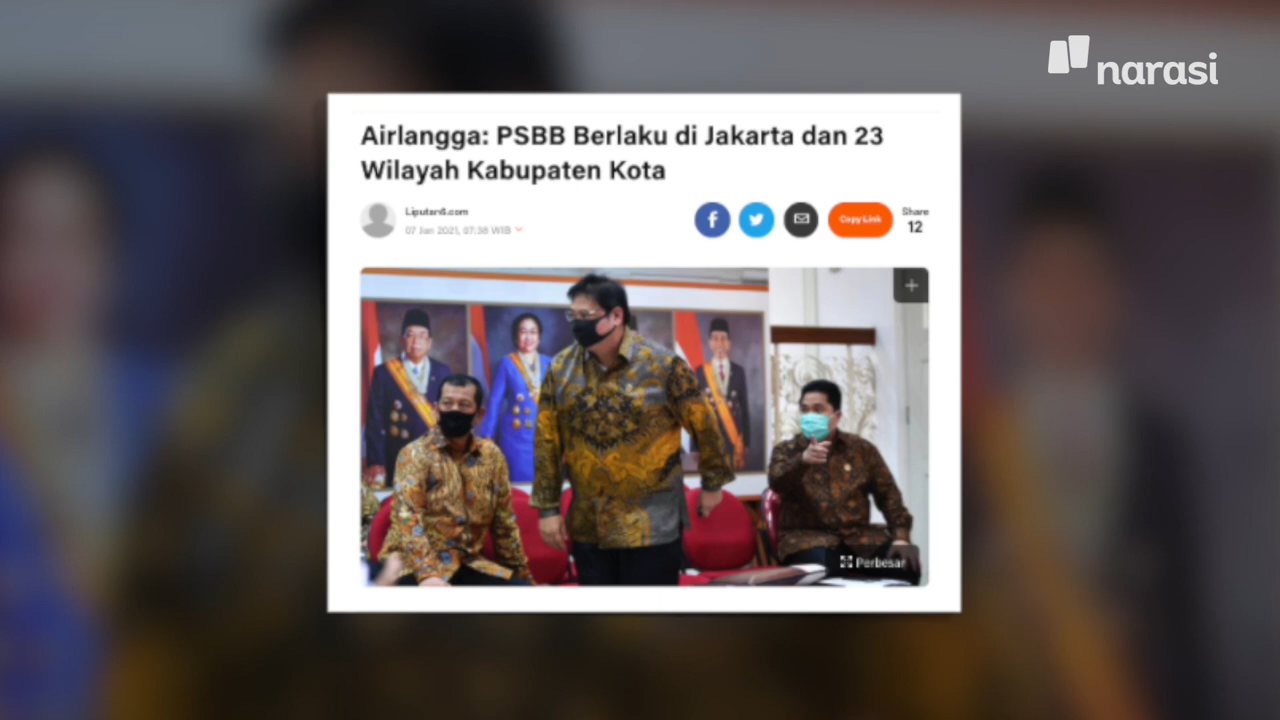 narasi
Airlangga: PSBB Berlaku di Jakarta dan 23
Wilayah Kabupaten Kota
Liputan6.com
07 Jan 2021, 07:38 WIB
Copy Link
Share
12
Perbesar